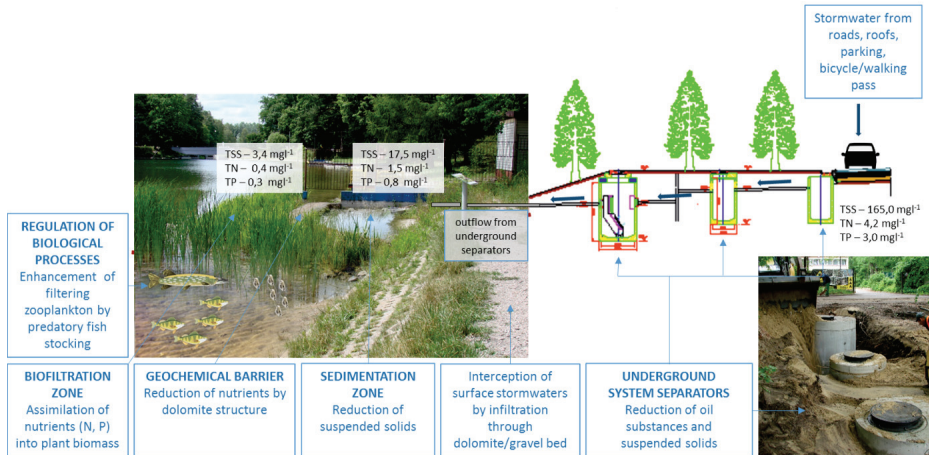 Stormwater from
roads, roofs,
parking,
bicycle/walking
pass
TSS – 3,4 mgl⁻¹
TN – 0,4 mgl⁻¹
TP – 0,3 mgl⁻¹
TSS – 17,5 mgl⁻¹
TN – 1,5 mgl⁻¹
TP – 0,8 mgl⁻¹
TSS – 165,0 mgl⁻¹
TN – 4,2 mgl⁻¹
TP – 3,0 mgl⁻¹
outflow from
underground
separators
REGULATION OF
BIOLOGICAL
PROCESSES
Enhancement of
filtering
zooplankton by
predatory fish
stocking
BIOFILTRATION
ZONE
Assimilation of
nutrients (N, P)
into plant biomass
GEOCHEMICAL BARRIER
Reduction of nutrients by
dolomite structure
SEDIMENTATION
ZONE
Reduction of
suspended solids
Interception of
surface stormwaters
by infiltration
through
dolomite/gravel bed
UNDERGROUND
SYSTEM SEPARATORS
Reduction of oil
substances and
suspended solids